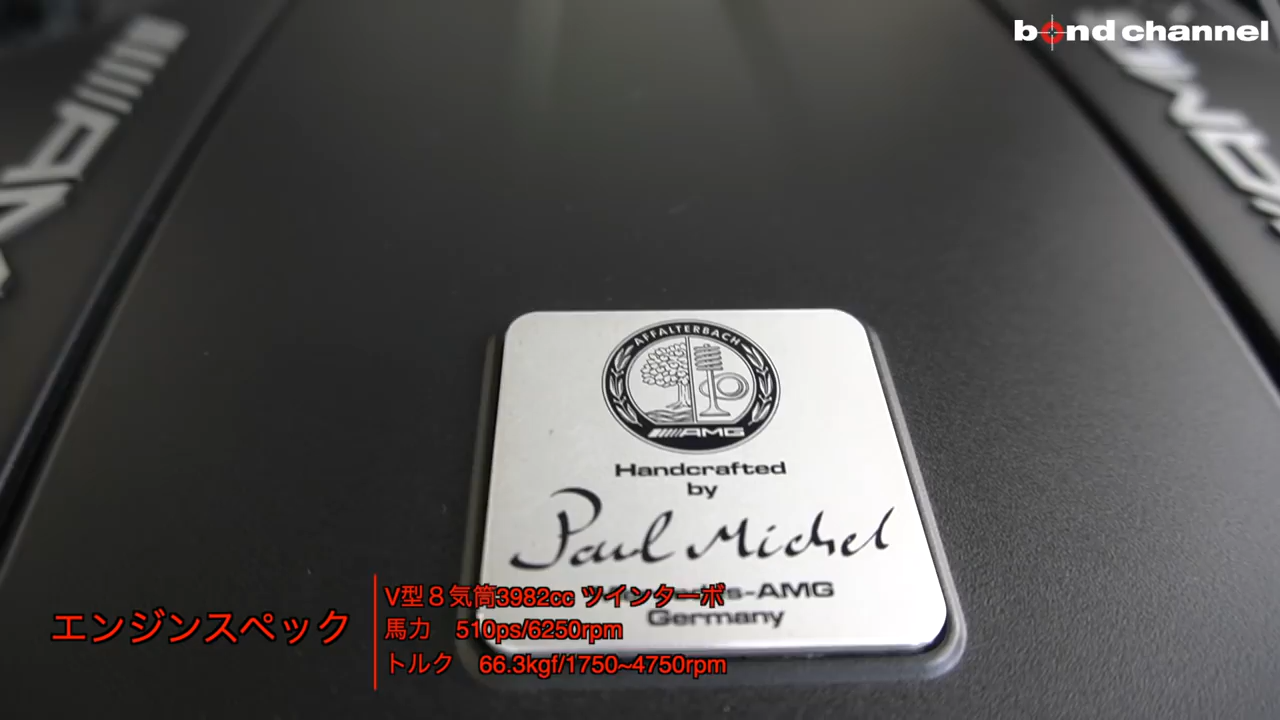 bond channel
AFFALTERBACH
AMG
Handcrafted
by
Paul Michel
-AMG
Germany
エンジンスペック
V型８気筒3982cc ツインターボ
馬力　510ps/6250rpm
トルク　66.3kgf/1750~4750rpm